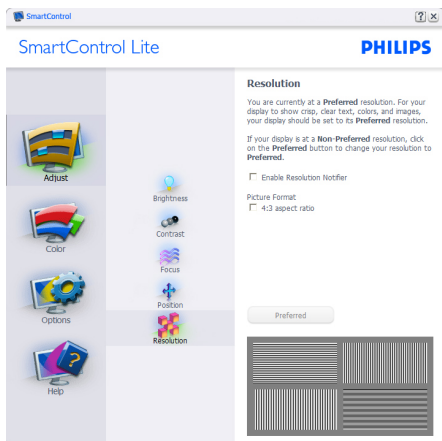 SmartControl
SmartControl Lite
PHILIPS
Adjust
Color
Options
Help
Brightness
Contrast
Focus
Position
Resolution
Resolution
You are currently at a Preferred resolution. For your
display to show crisp, clear text, colors, and images,
your display should be set to its Preferred resolution.
If your display is at a Non-Preferred resolution, click
on the Preferred button to change your resolution to
Preferred.
Enable Resolution Notifier
Picture Format
4:3 aspect ratio
Preferred